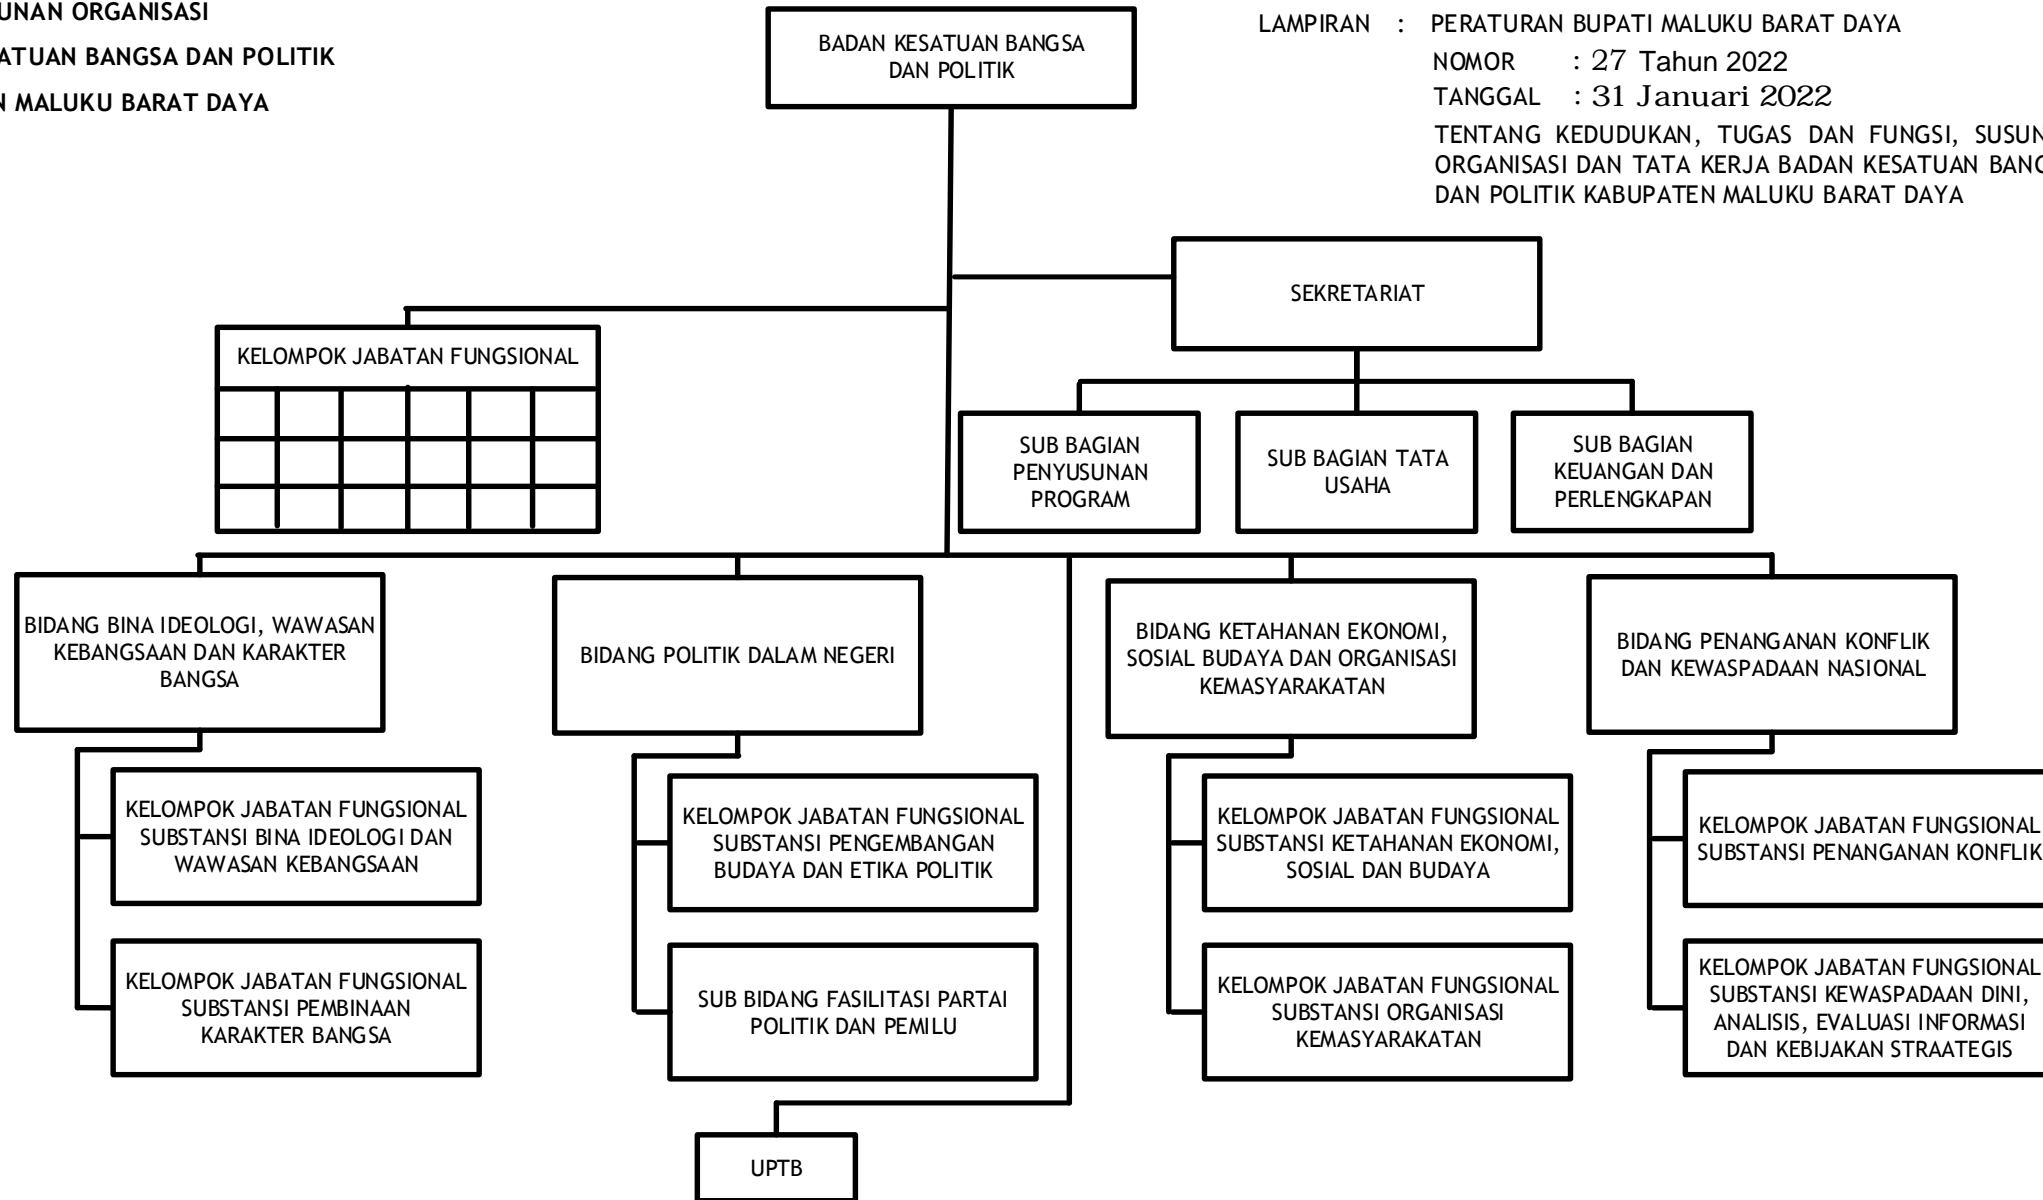 UNAN ORGANISASI
ATUAN BANGSA DAN POLITIK
N MALUKU BARAT DAYA
BADAN KESATUAN BANGSA
DAN POLITIK
LAMPIRAN : PERATURAN BUPATI MALUKU BARAT DAYA
NOMOR : 27 Tahun 2022
TANGGAL : 31 Januari 2022
TENTANG KEDUDUKAN, TUGAS DAN FUNGSI, SUSUN
ORGANISASI DAN TATA KERJA BADAN KESATUAN BANG
DAN POLITIK KABUPATEN MALUKU BARAT DAYA
SEKRETARIAT
KELOMPOK JABATAN FUNGSIONAL
SUB BAGIAN
PENYUSUNAN
PROGRAM
SUB BAGIAN TATA
USAHA
SUB BAGIAN
KEUANGAN DAN
PERLENGKAPAN
BIDANG BINA IDEOLOGI, WAWASAN
KEBANGSAAN DAN KARAKTER
BANGSA
BIDANG POLITIK DALAM NEGERI
BIDANG KETAHANAN EKONOMI,
SOSIAL BUDAYA DAN ORGANISASI
KEMASYARAKATAN
BIDANG PENANGANAN KONFLIK
DAN KEWASPADAAN NASIONAL
KELOMPOK JABATAN FUNGSIONAL
SUBSTANSI BINA IDEOLOGI DAN
WAWASAN KEBANGSAAN
KELOMPOK JABATAN FUNGSIONAL
SUBSTANSI PENGEMBANGAN
BUDAYA DAN ETIKA POLITIK
KELOMPOK JABATAN FUNGSIONAL
SUBSTANSI KETAHANAN EKONOMI,
SOSIAL DAN BUDAYA
KELOMPOK JABATAN FUNGSIONAL
SUBSTANSI PENANGANAN KONFLIK
KELOMPOK JABATAN FUNGSIONAL
SUBSTANSI PEMBINAAN
KARAKTER BANGSA
SUB BIDANG FASILITASI PARTAI
POLITIK DAN PEMILU
KELOMPOK JABATAN FUNGSIONAL
SUBSTANSI ORGANISASI
KEMASYARAKATAN
KELOMPOK JABATAN FUNGSIONAL
SUBSTANSI KEWASPADAAN DINI,
ANALISIS, EVALUASI INFORMASI
DAN KEBIJAKAN STRAATEGIS
UPTB